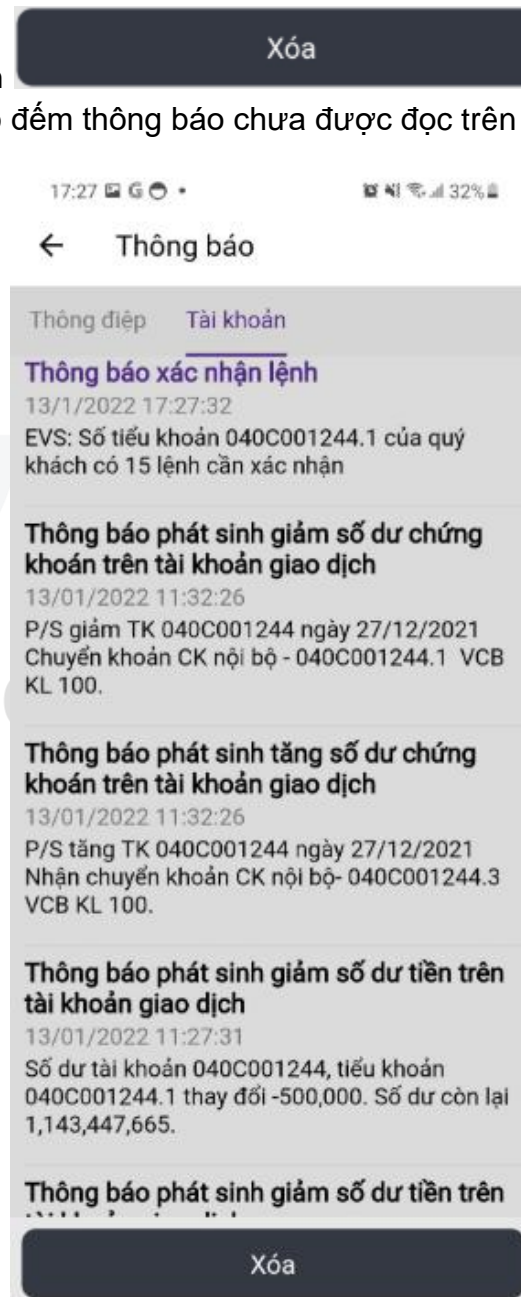 Xóa
đếm thông báo chưa được đọc trên
17:27 G • 32%
← Thông báo
Thông điệp Tài khoản
Thông báo xác nhận lệnh
13/1/2022 17:27:32
EVS: Số tiểu khoản 040C001244.1 của quý
khách có 15 lệnh cần xác nhận
Thông báo phát sinh giảm số dư chứng
khoán trên tài khoản giao dịch
13/01/2022 11:32:26
P/S giảm TK 040C001244 ngày 27/12/2021
Chuyển khoản CK nội bộ - 040C001244.1 VCB
KL 100.
Thông báo phát sinh tăng số dư chứng
khoán trên tài khoản giao dịch
13/01/2022 11:32:26
P/S tăng TK 040C001244 ngày 27/12/2021
Nhận chuyển khoản CK nội bộ- 040C001244.3
VCB KL 100.
Thông báo phát sinh giảm số dư tiền trên
tài khoản giao dịch
13/01/2022 11:27:31
Số dư tài khoản 040C001244, tiểu khoản
040C001244.1 thay đổi -500,000. Số dư còn lại
1,143,447,665.
Thông báo phát sinh giảm số dư tiền trên
Xóa